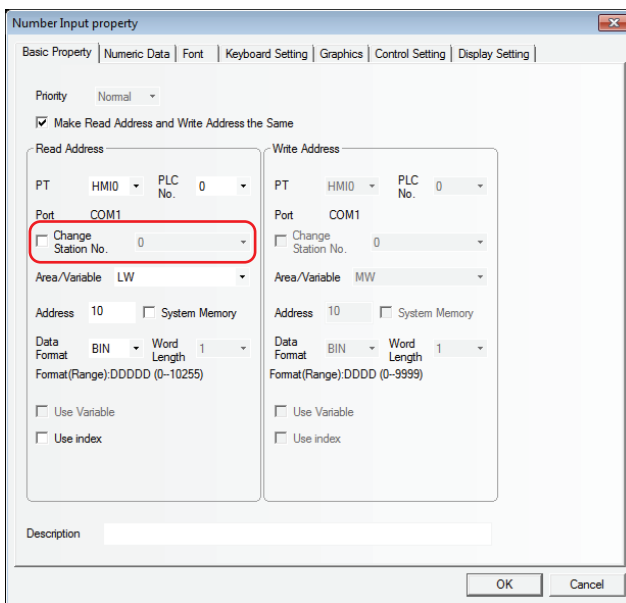 Number Input property
Basic Property Numeric Data Font Keyboard Setting Graphics Control Setting Display Setting
Priority Normal
Make Read Address and Write Address the Same
Read Address
PT HMI0 PLC No. 0
Port COM1
Change Station No. 0
Area/Variable LW
Address 10 System Memory
Data Format BIN Word Length 1
Format(Range):DDDDD (0--10255)
Use Variable
Use index
Write Address
PT HMI0 PLC No. 0
Port COM1
Change Station No. 0
Area/Variable MW
Address 10 System Memory
Data Format BIN Word Length 1
Format(Range):DDDD (0--9999)
Use Variable
Use index
Description
OK Cancel